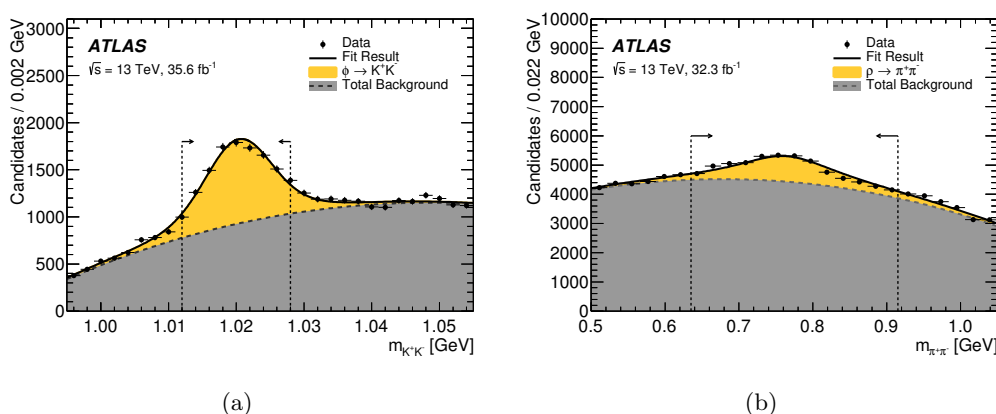 Candidates / 0.002 GeV
3000
2500
2000
1500
1000
500
0
ATLAS
√s = 13 TeV, 35.6 fb⁻¹
Data
Fit Result
ϕ → K⁺K⁻
Total Background
1.00 1.01 1.02 1.03 1.04 1.05
m_K⁺K⁻ [GeV]
(a)
Candidates / 0.022 GeV
10000
9000
8000
7000
6000
5000
4000
3000
2000
1000
0
ATLAS
√s = 13 TeV, 32.3 fb⁻¹
Data
Fit Result
ρ → π⁺π⁻
Total Background
0.5 0.6 0.7 0.8 0.9 1.0
m_π⁺π⁻ [GeV]
(b)